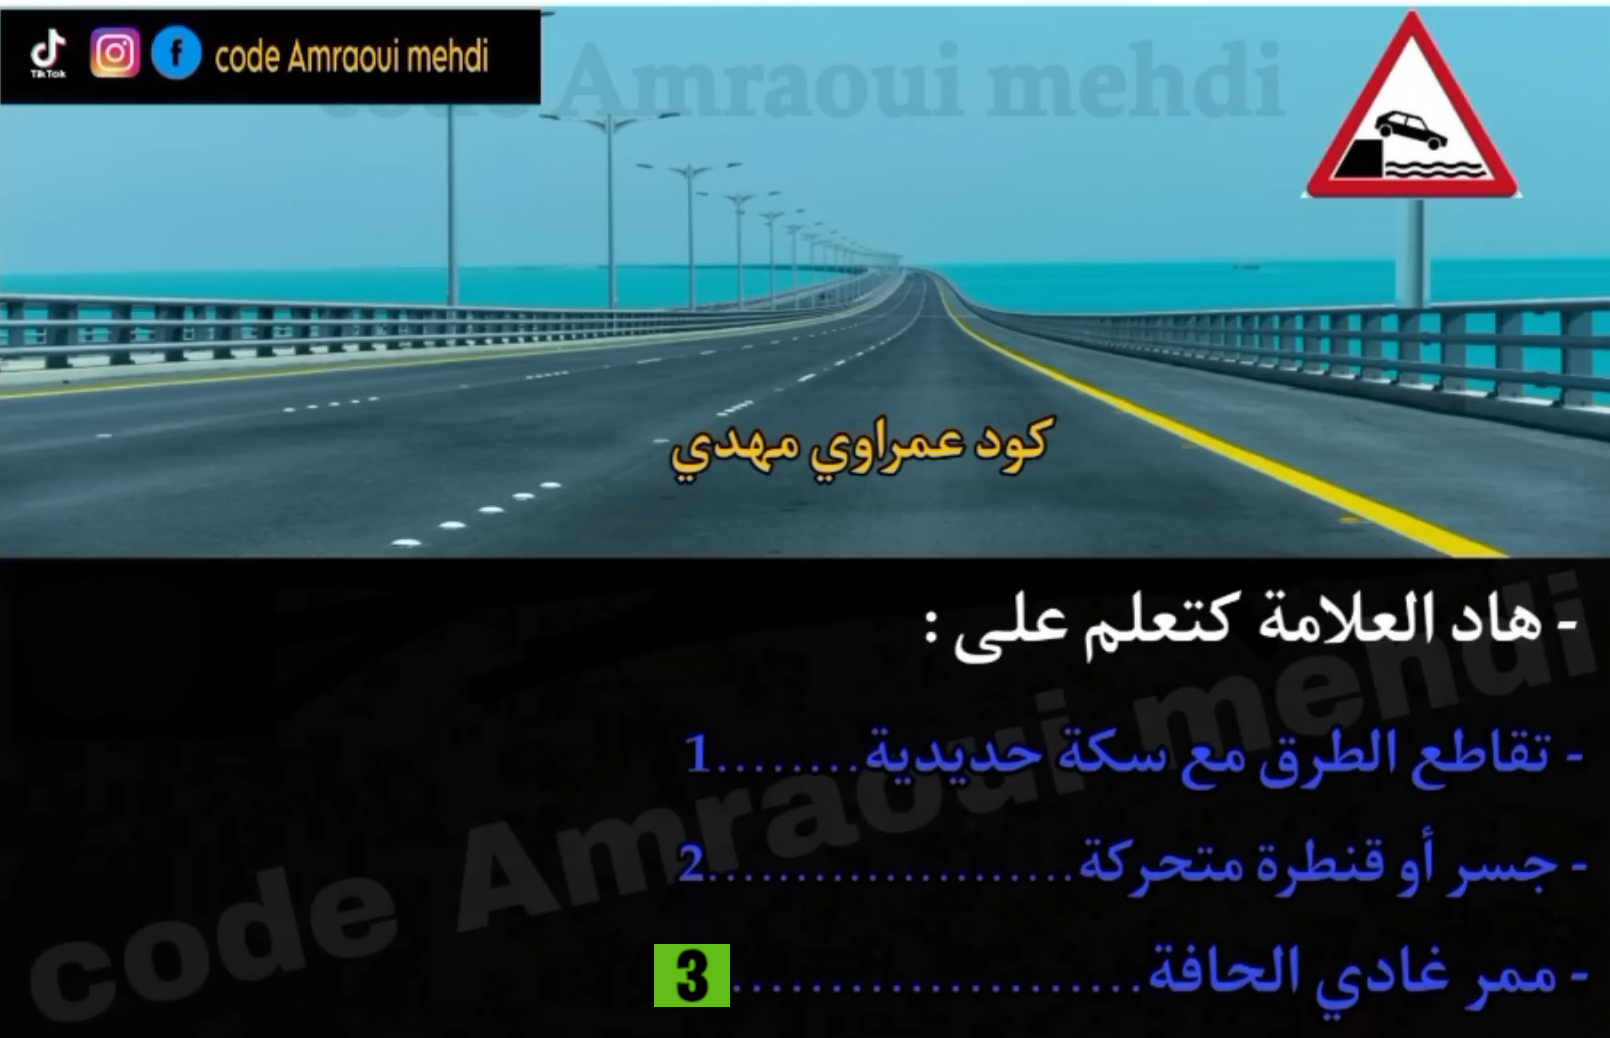 TikTok
code Amraoui mehdi
code Amraoui mehdi
كود عمراوي مهدي
- هاد العلامة كتعلم على :
- تقاطع الطرق مع سكة حديدية........1
- جسر أو قنطرة متحركة.....................2
- ممر غادي الحافة........................3
code Amraoui mehdi